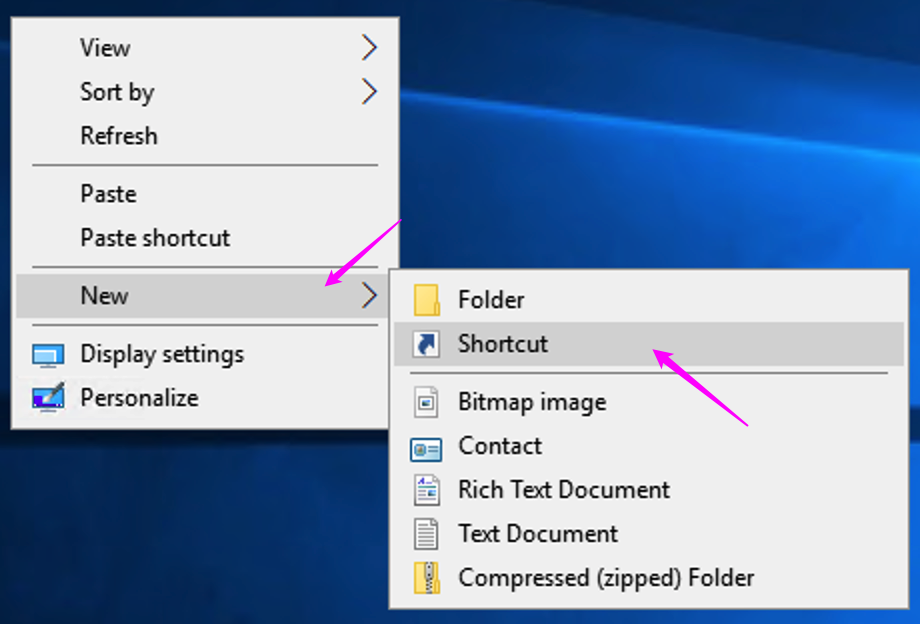 View
Sort by
Refresh
Paste
Paste shortcut
New
Display settings
Personalize
Folder
Shortcut
Bitmap image
Contact
Rich Text Document
Text Document
Compressed (zipped) Folder